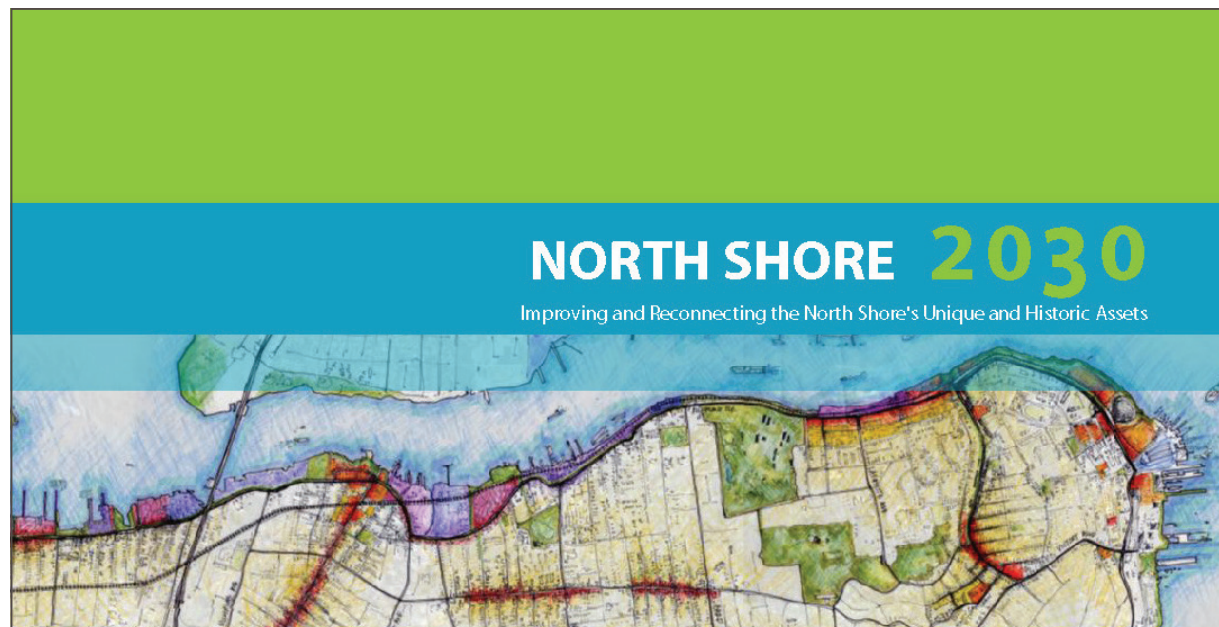 NORTH SHORE 2030
Improving and Reconnecting the North Shore's Unique and Historic Assets